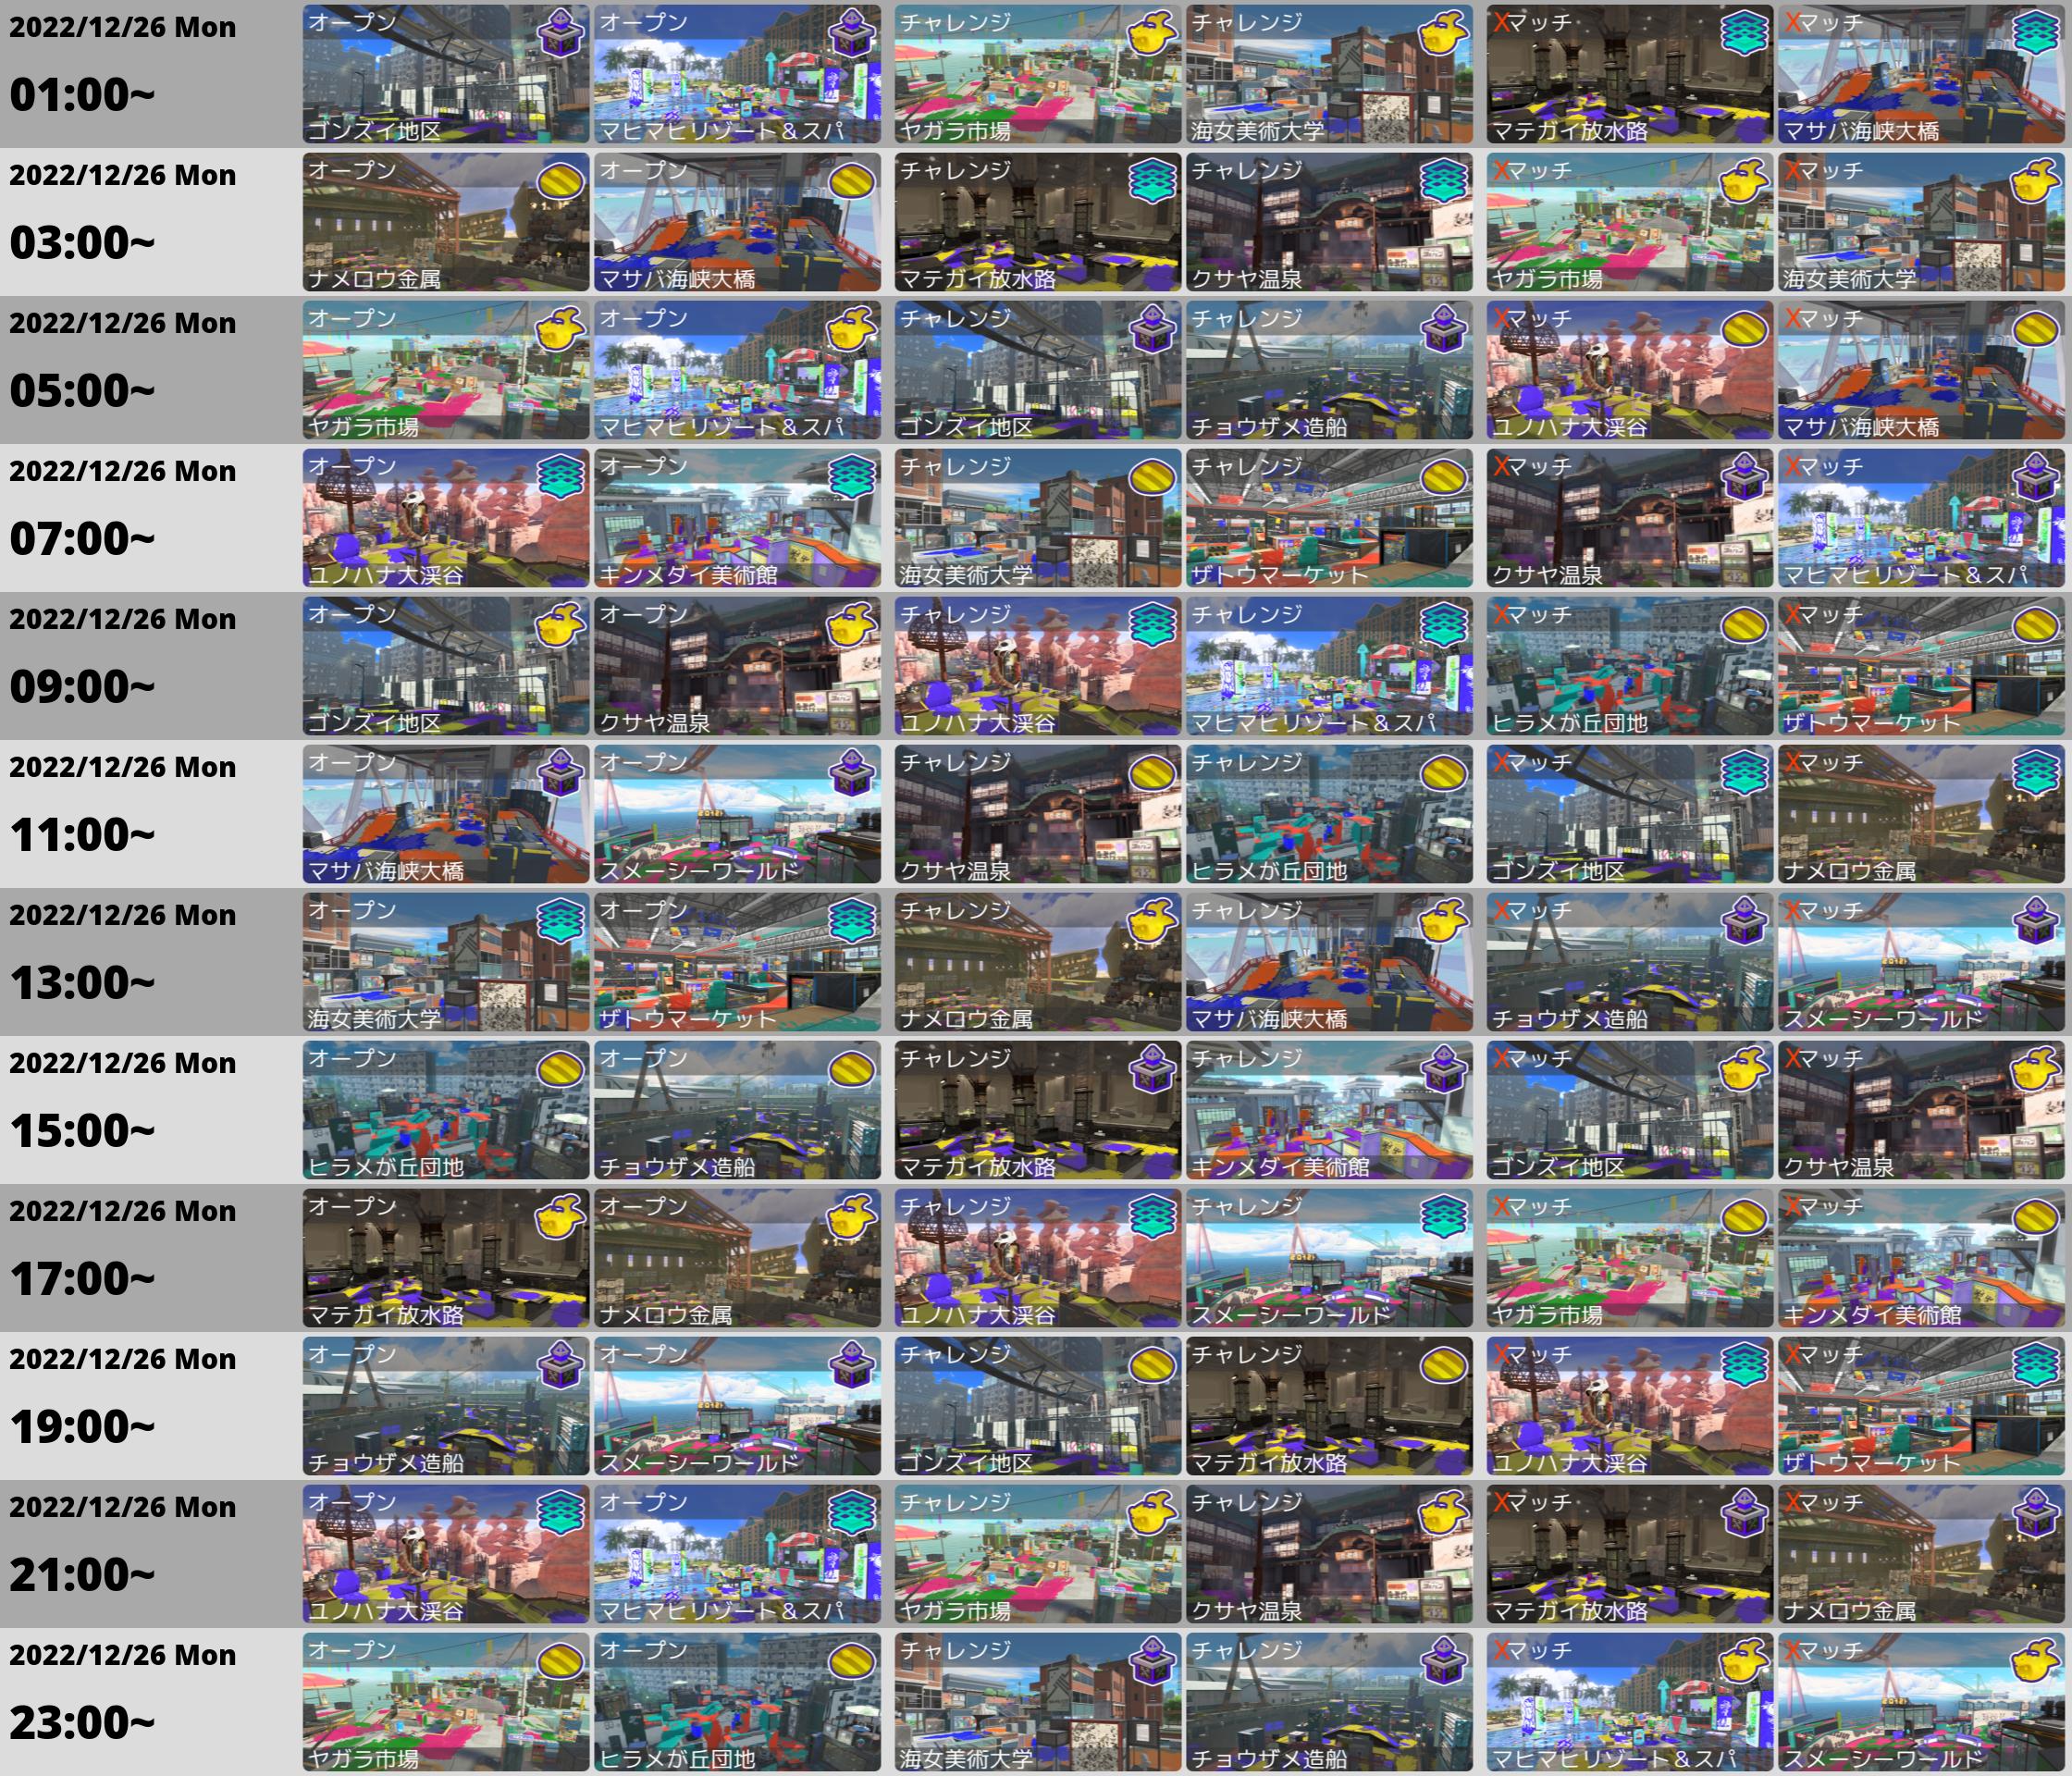 2022/12/26 Mon
01:00~
オープン オープン チャレンジ チャレンジ Xマッチ Xマッチ
ゴンズイ地区 マヒマヒリゾート＆スパ ヤガラ市場 海女美術大学 マテガイ放水路 マサバ海峡大橋
2022/12/26 Mon
03:00~
オープン オープン チャレンジ チャレンジ Xマッチ Xマッチ
ナメロウ金属 マサバ海峡大橋 マテガイ放水路 クサヤ温泉 ヤガラ市場 海女美術大学
2022/12/26 Mon
05:00~
オープン オープン チャレンジ チャレンジ Xマッチ Xマッチ
ヤガラ市場 マヒマヒリゾート＆スパ ゴンズイ地区 チョウザメ造船 ユノハナ大渓谷 マサバ海峡大橋
2022/12/26 Mon
07:00~
オープン オープン チャレンジ チャレンジ Xマッチ Xマッチ
ユノハナ大渓谷 キンメダイ美術館 海女美術大学 ザトウマーケット クサヤ温泉 マヒマヒリゾート＆スパ
2022/12/26 Mon
09:00~
オープン オープン チャレンジ チャレンジ Xマッチ Xマッチ
ゴンズイ地区 クサヤ温泉 ユノハナ大渓谷 マヒマヒリゾート＆スパ ヒラメが丘団地 ザトウマーケット
2022/12/26 Mon
11:00~
オープン オープン チャレンジ チャレンジ Xマッチ Xマッチ
マサバ海峡大橋 スメーシーワールド クサヤ温泉 ヒラメが丘団地 ゴンズイ地区 ナメロウ金属
2022/12/26 Mon
13:00~
オープン オープン チャレンジ チャレンジ Xマッチ Xマッチ
海女美術大学 ザトウマーケット ナメロウ金属 マサバ海峡大橋 チョウザメ造船 スメーシーワールド
2022/12/26 Mon
15:00~
オープン オープン チャレンジ チャレンジ Xマッチ Xマッチ
ヒラメが丘団地 チョウザメ造船 マテガイ放水路 キンメダイ美術館 ゴンズイ地区 クサヤ温泉
2022/12/26 Mon
17:00~
オープン オープン チャレンジ チャレンジ Xマッチ Xマッチ
マテガイ放水路 ナメロウ金属 ユノハナ大渓谷 スメーシーワールド ヤガラ市場 キンメダイ美術館
2022/12/26 Mon
19:00~
オープン オープン チャレンジ チャレンジ Xマッチ Xマッチ
チョウザメ造船 スメーシーワールド ゴンズイ地区 マテガイ放水路 ユノハナ大渓谷 ザトウマーケット
2022/12/26 Mon
21:00~
オープン オープン チャレンジ チャレンジ Xマッチ Xマッチ
ユノハナ大渓谷 マヒマヒリゾート＆スパ ヤガラ市場 クサヤ温泉 マテガイ放水路 ナメロウ金属
2022/12/26 Mon
23:00~
オープン オープン チャレンジ チャレンジ Xマッチ Xマッチ
ヤガラ市場 ヒラメが丘団地 海女美術大学 チョウザメ造船 マヒマヒリゾート＆スパ スメーシーワールド